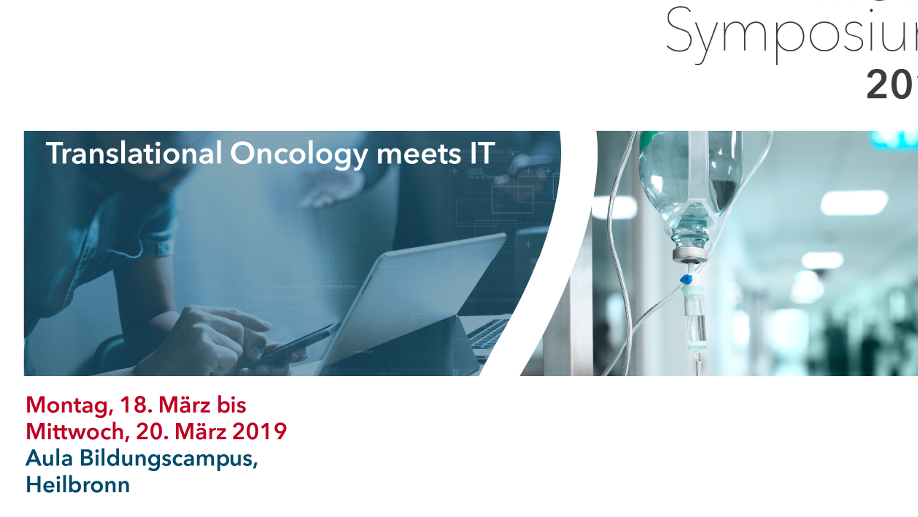 Symposiu
20
Translational Oncology meets IT
Montag, 18. März bis
Mittwoch, 20. März 2019
Aula Bildungscampus,
Heilbronn